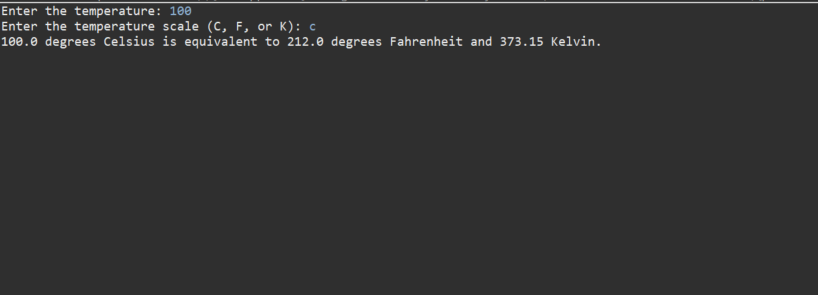 Enter the temperature: 100
Enter the temperature scale (C, F, or K): c
100.0 degrees Celsius is equivalent to 212.0 degrees Fahrenheit and 373.15 Kelvin.